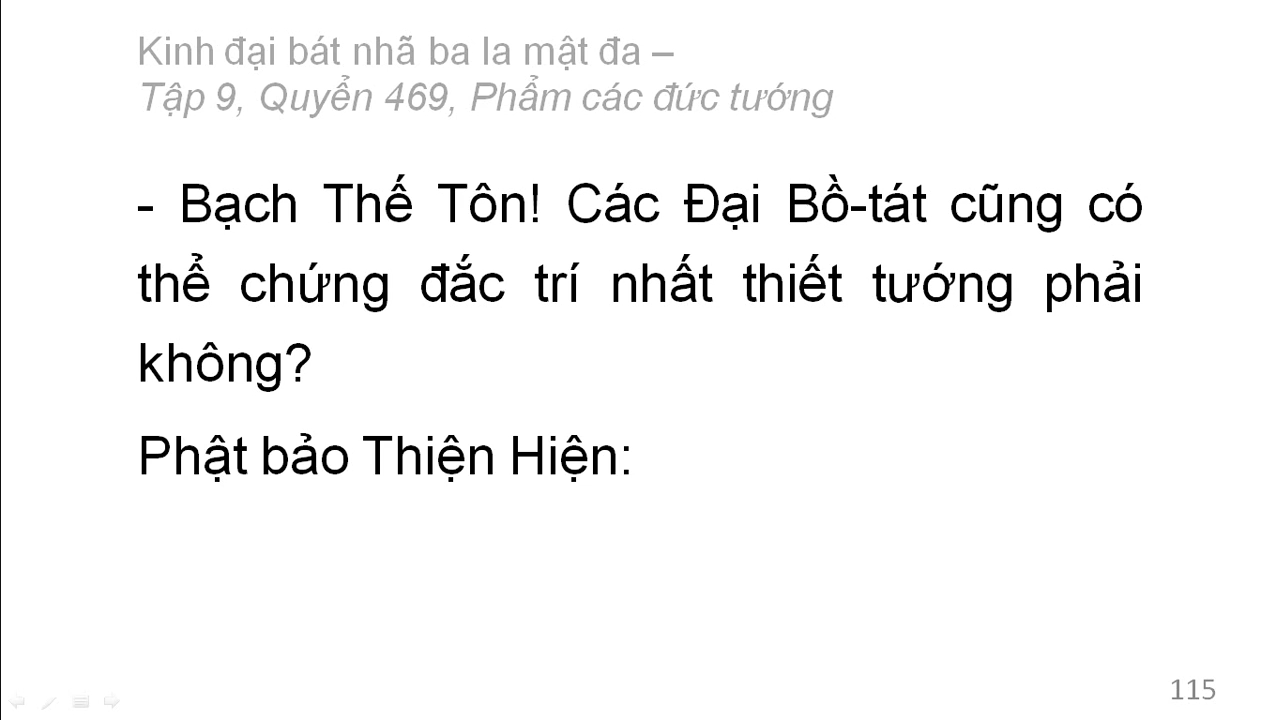 Kinh đại bát nhã ba la mật đa –
Tập 9, Quyển 469, Phẩm các đức tướng
- Bạch Thế Tôn! Các Đại Bồ-tát cũng có
thể chứng đắc trí nhất thiết tướng phải
không?
Phật bảo Thiện Hiện:
115